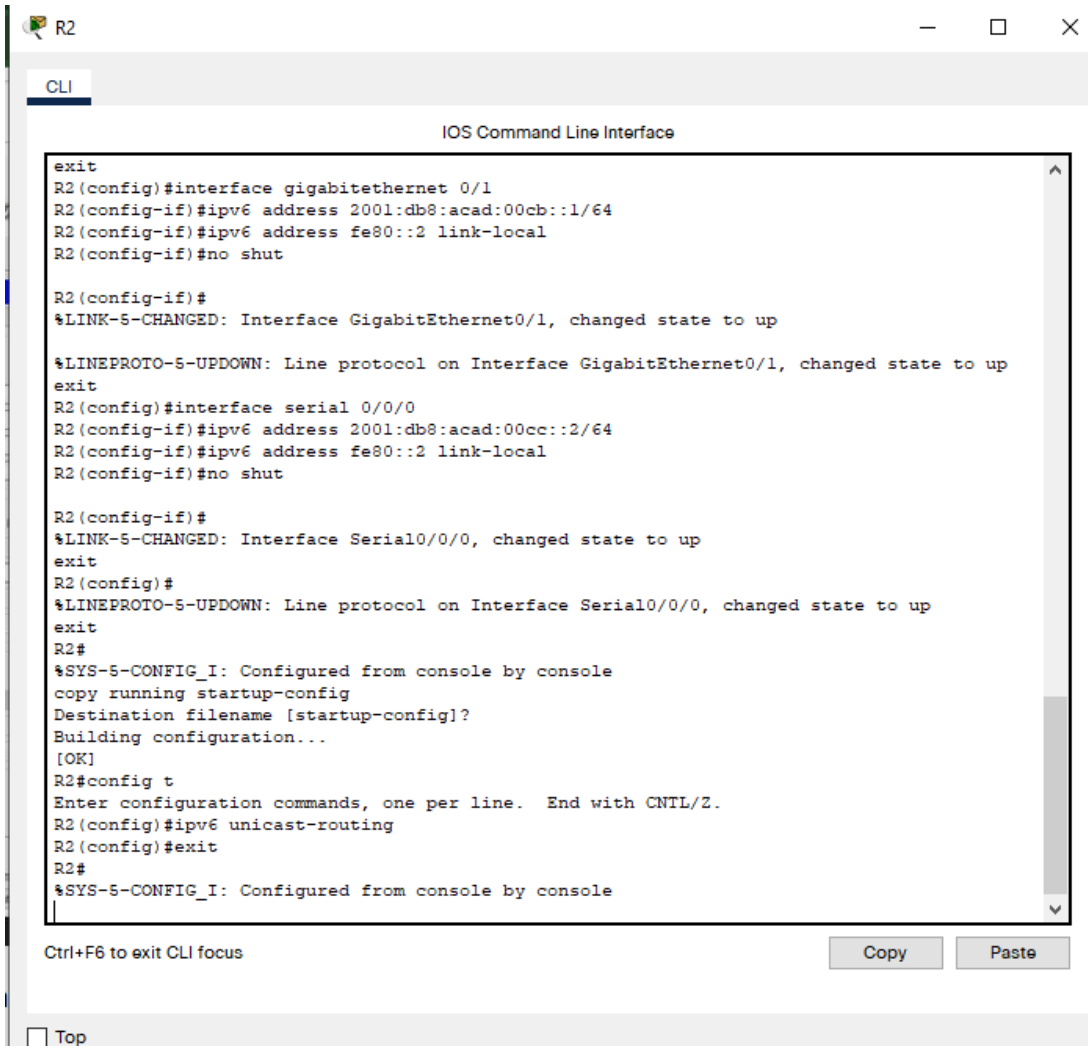 R2
CLI
IOS Command Line Interface
exit
R2(config)#interface gigabitethernet 0/1
R2(config-if)#ipv6 address 2001:db8:acad:00cb::1/64
R2(config-if)#ipv6 address fe80::2 link-local
R2(config-if)#no shut
R2(config-if)#
%LINK-5-CHANGED: Interface GigabitEthernet0/1, changed state to up
%LINEPROTO-5-UPDOWN: Line protocol on Interface GigabitEthernet0/1, changed state to up
exit
R2(config)#interface serial 0/0/0
R2(config-if)#ipv6 address 2001:db8:acad:00cc::2/64
R2(config-if)#ipv6 address fe80::2 link-local
R2(config-if)#no shut
R2(config-if)#
%LINK-5-CHANGED: Interface Serial0/0/0, changed state to up
exit
R2(config)#
%LINEPROTO-5-UPDOWN: Line protocol on Interface Serial0/0/0, changed state to up
exit
R2#
%SYS-5-CONFIG_I: Configured from console by console
copy running startup-config
Destination filename [startup-config]?
Building configuration...
[OK]
R2#config t
Enter configuration commands, one per line.  End with CNTL/Z.
R2(config)#ipv6 unicast-routing
R2(config)#exit
R2#
%SYS-5-CONFIG_I: Configured from console by console
Ctrl+F6 to exit CLI focus
Copy
Paste
Top